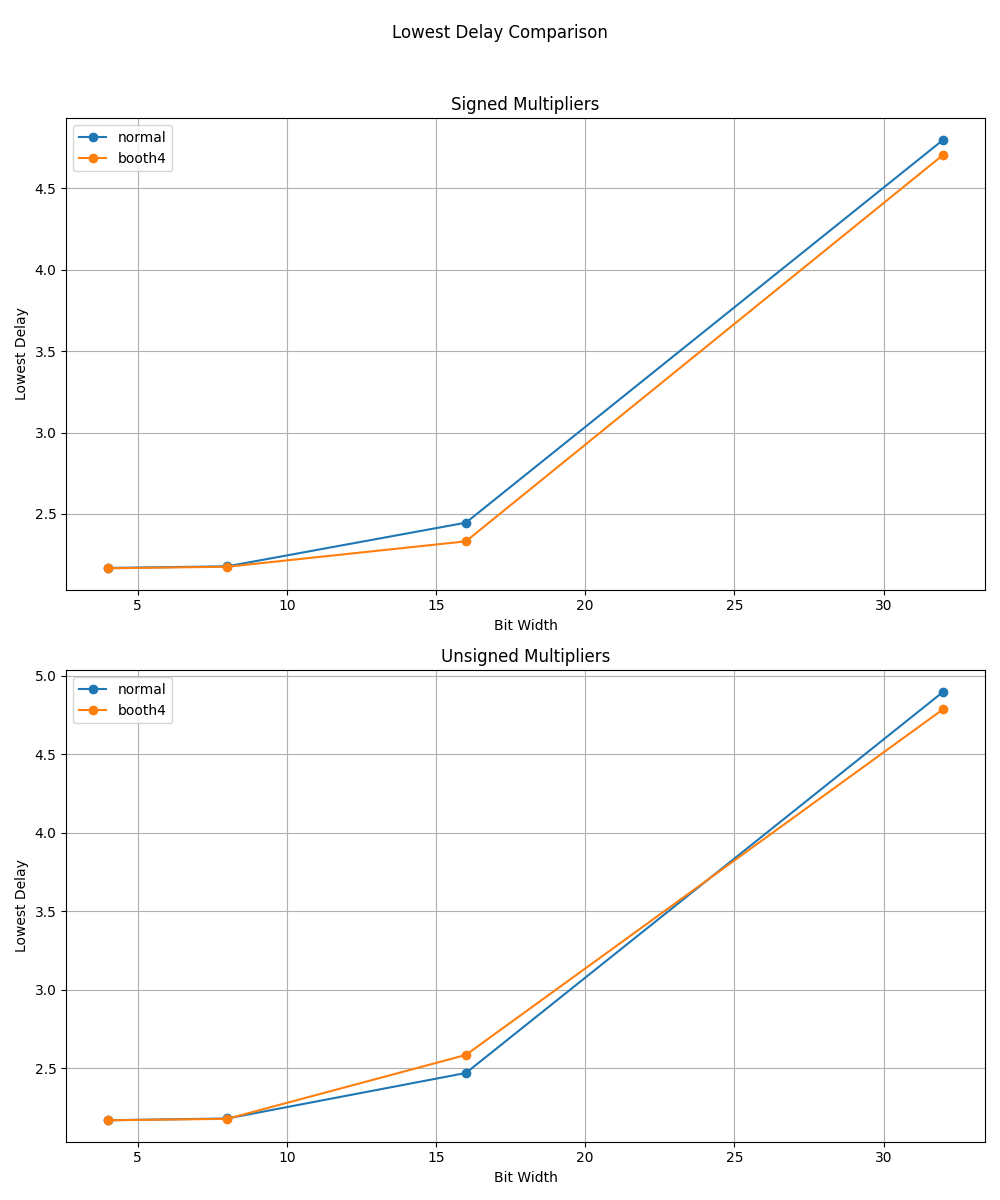 Lowest Delay Comparison
Signed Multipliers
normal
booth4
4.5
4.0
3.5
3.0
2.5
Lowest Delay
5 10 15 20 25 30
Bit Width
Unsigned Multipliers
normal
booth4
5.0
4.5
4.0
3.5
3.0
2.5
Lowest Delay
5 10 15 20 25 30
Bit Width